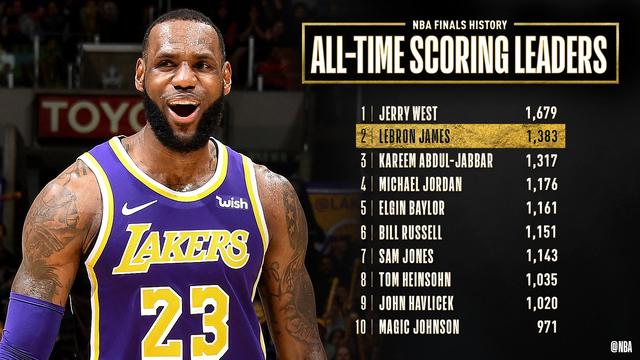 NBA FINALS HISTORY
ALL-TIME SCORING LEADERS
1 | JERRY WEST 1,679
2 | LEBRON JAMES 1,383
3 | KAREEM ABDUL-JABBAR 1,317
4 | MICHAEL JORDAN 1,176
5 | ELGIN BAYLOR 1,161
6 | BILL RUSSELL 1,151
7 | SAM JONES 1,143
8 | TOM HEINSOHN 1,035
9 | JOHN HAVLICEK 1,020
10 | MAGIC JOHNSON 971
TOYO
wish
LAKERS
23
@NBA